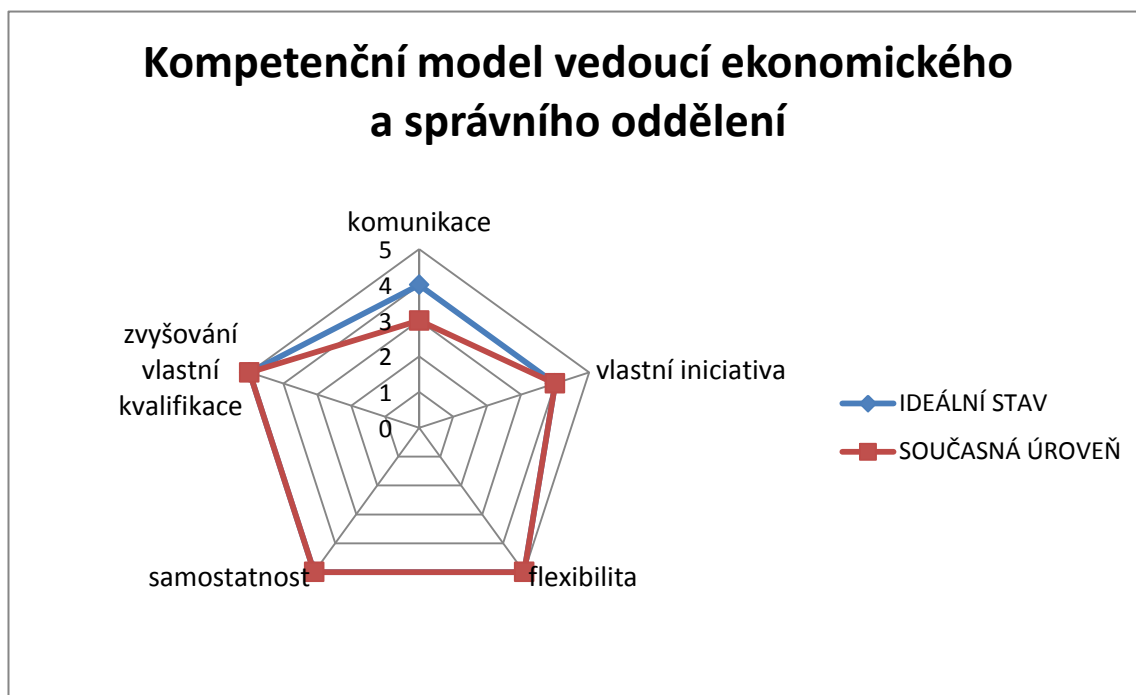 Kompetenční model vedoucí ekonomického
a správního oddělení
komunikace
5
4
3
2
1
0
zvyšování
vlastní
kvalifikace
vlastní iniciativa
samostatnost
flexibilita
IDEÁLNÍ STAV
SOUČASNÁ ÚROVEŇ